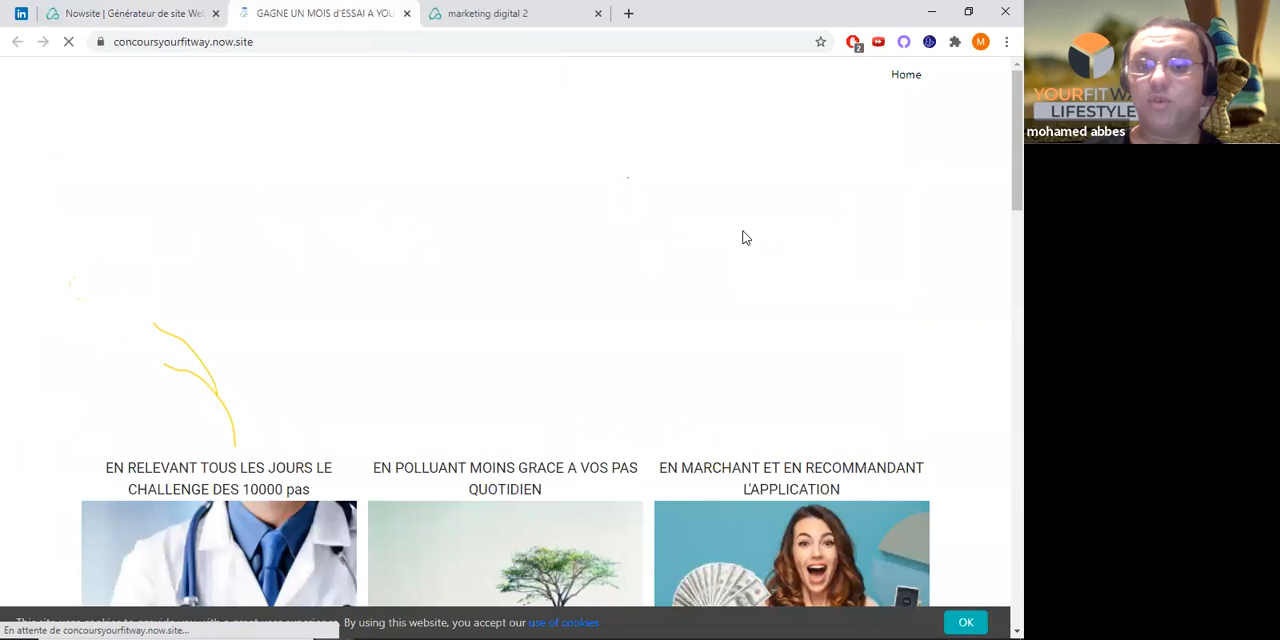 Nowsite | Générateur de site Wel
GAGNE UN MOIS d'ESSAI A YOU
marketing digital 2
concoursyourfitway.now.site
2
M
Home
YOURFITWA
LIFESTYLE
mohamed abbes
EN RELEVANT TOUS LES JOURS LE
CHALLENGE DES 10000 pas
EN POLLUANT MOINS GRACE A VOS PAS
QUOTIDIEN
EN MARCHANT ET EN RECOMMANDANT
L'APPLICATION
By using this website, you accept our use of cookies
OK
En attente de concoursyourfitway.now.site...